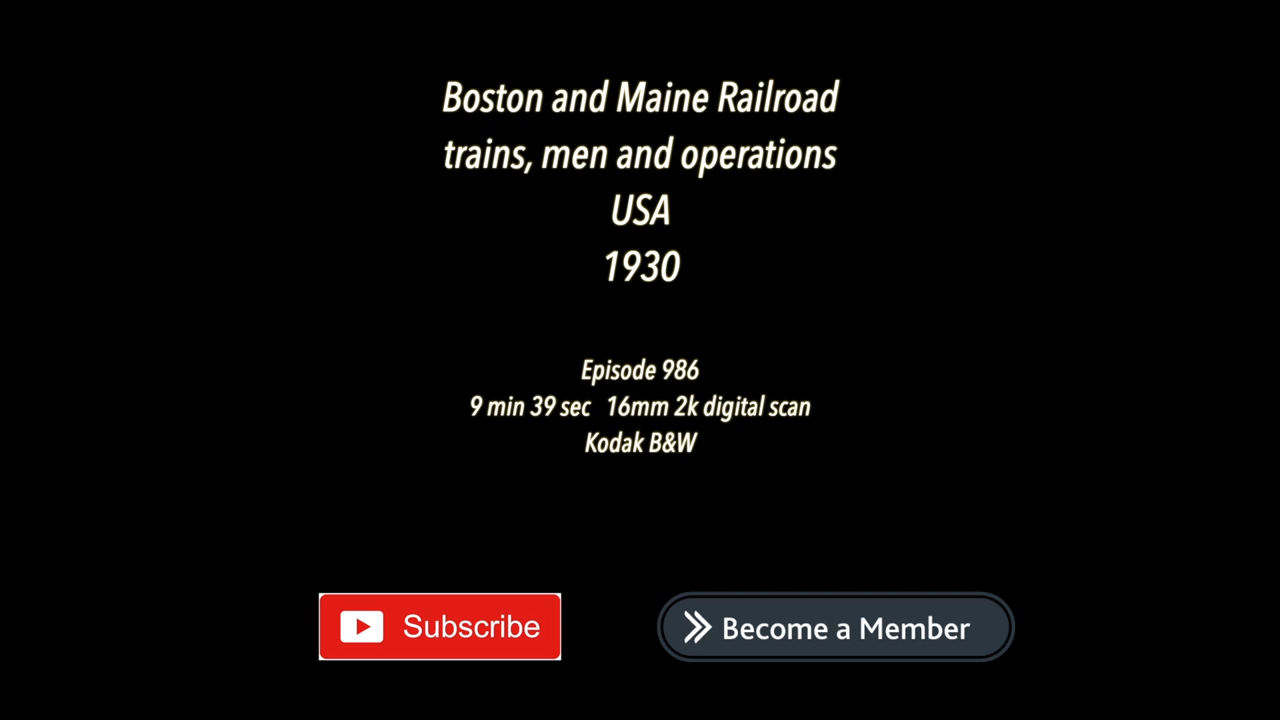 Boston and Maine Railroad
trains, men and operations
USA
1930
Episode 986
9 min 39 sec 16mm 2k digital scan
Kodak B&W
Subscribe
Become a Member